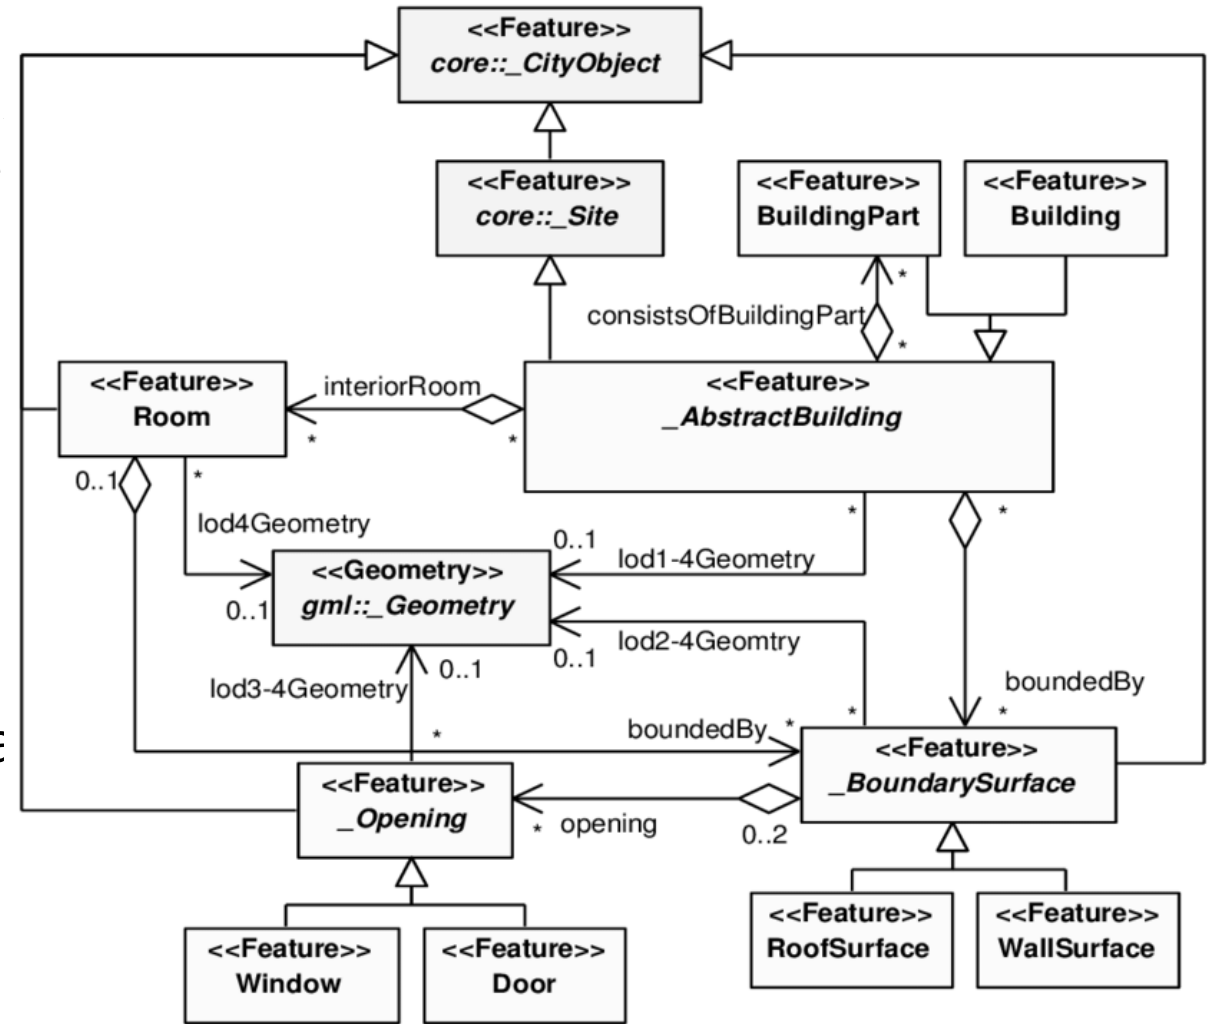 <<Feature>>
core::_CityObject
<<Feature>>
core::_Site
<<Feature>>
BuildingPart
<<Feature>>
Building
consistsOfBuildingPart
*
*
<<Feature>>
Room
interiorRoom
*
*
<<Feature>>
_AbstractBuilding
0..1
*
lod4Geometry
0..1
<<Geometry>>
gml::_Geometry
0..1
lod1-4Geometry
*
*
0..1
lod2-4Geomtry
*
boundedBy
*
lod3-4Geometry
0..1
*
boundedBy
*
<<Feature>>
_Opening
*
opening
0..2
<<Feature>>
_BoundarySurface
<<Feature>>
Window
<<Feature>>
Door
<<Feature>>
RoofSurface
<<Feature>>
WallSurface